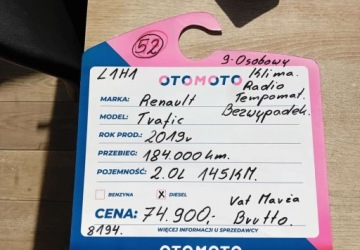 52
L1H1
9-Osobowy
Klima.
OTOMOTO
Radio
MARKA: Renault
Tempomat.
MODEL: Trafic
Bezwypadek.
ROK PROD.: 2019r
PRZEBIEG: 184.000 km.
POJEMNOŚĆ: 2.0L 145KM.
BENZYNA X DIESEL
Vat Marża
CENA: 74.900,-
Brutto.
8194.
WIĘCEJ INFORMACJI U SPRZEDAWCY
OTOMOTO